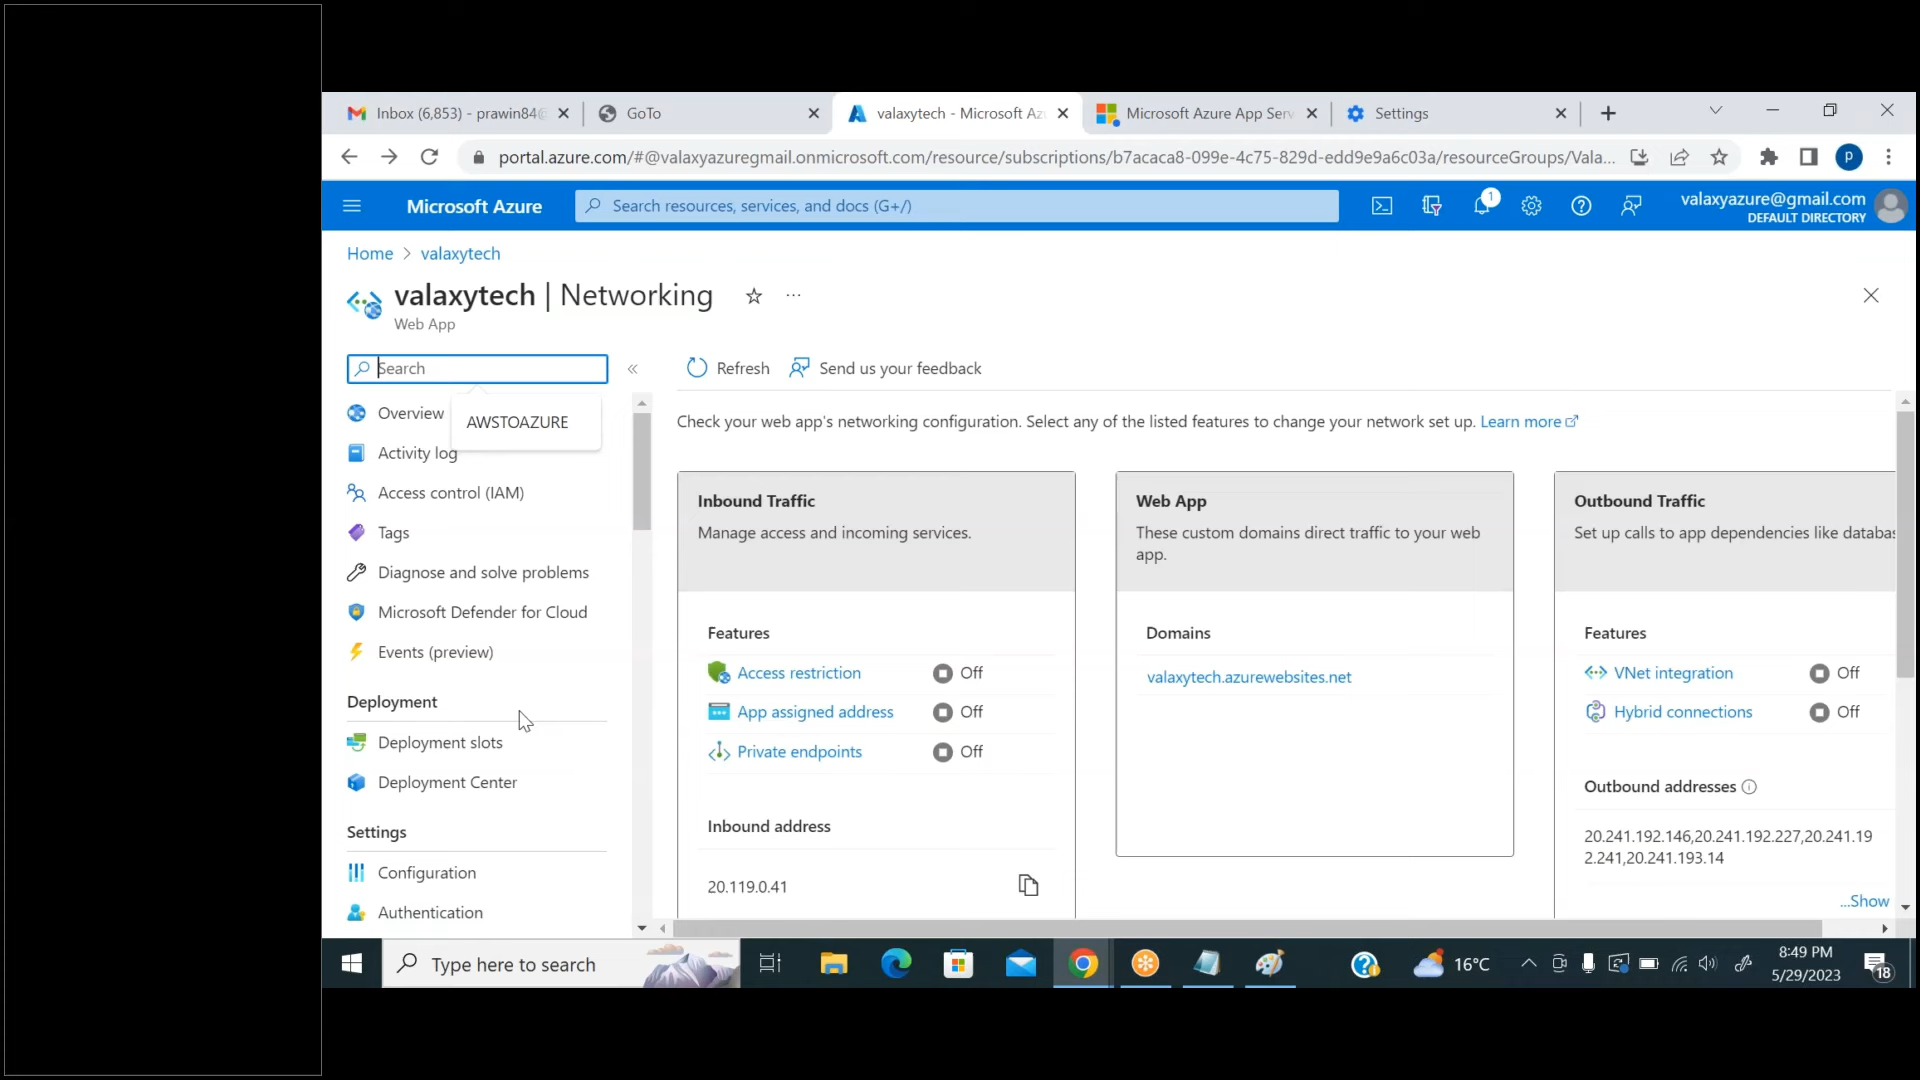 Inbox (6,853) - prawin84@
GoTo
valaxytech - Microsoft Az
Microsoft Azure App Serv
Settings
portal.azure.com/#@valaxyazuregmail.onmicrosoft.com/resource/subscriptions/b7acaca8-099e-4c75-829d-edd9e9a6c03a/resourceGroups/Vala...
p
Microsoft Azure
Search resources, services, and docs (G+/)
1
valaxyazure@gmail.com
DEFAULT DIRECTORY
Home > valaxytech
valaxytech | Networking
Web App
Search
AWSTOAZURE
Overview
Activity log
Access control (IAM)
Tags
Diagnose and solve problems
Microsoft Defender for Cloud
Events (preview)
Deployment
Deployment slots
Deployment Center
Settings
Configuration
Authentication
Refresh
Send us your feedback
Check your web app's networking configuration. Select any of the listed features to change your network set up. Learn more
Inbound Traffic
Manage access and incoming services.
Features
Access restriction Off
App assigned address Off
Private endpoints Off
Inbound address
20.119.0.41
Web App
These custom domains direct traffic to your web
app.
Domains
valaxytech.azurewebsites.net
Outbound Traffic
Set up calls to app dependencies like databas
Features
VNet integration Off
Hybrid connections Off
Outbound addresses
20.241.192.146,20.241.192.227,20.241.19
2.241,20.241.193.14
...Show
Type here to search
16°C
8:49 PM
5/29/2023
18